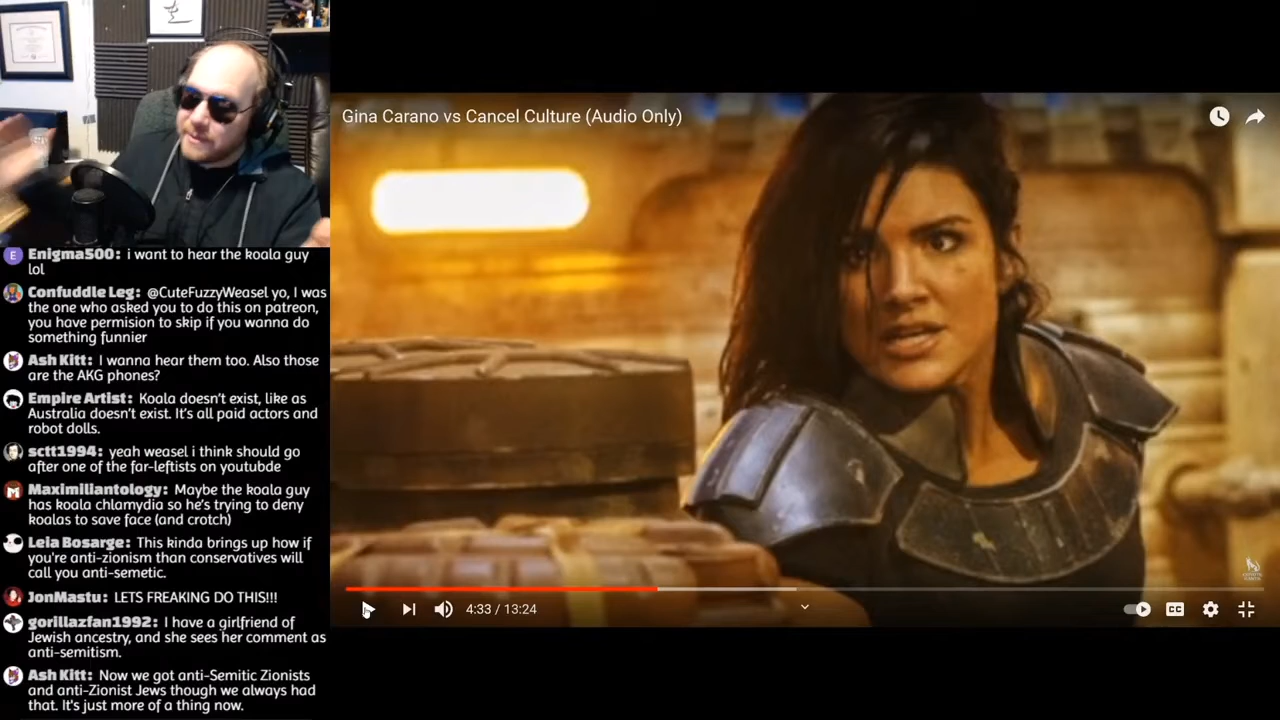 Gina Carano vs Cancel Culture (Audio Only)
E
Enigma500: i want to hear the koala guy
lol
Confuddle Leg: @CuteFuzzyWeasel yo, I was
the one who asked you to do this on patreon,
you have permision to skip if you wanna do
something funnier
Ash Kitt: I wanna hear them too. Also those
are the AKG phones?
Empire Artist: Koala doesn't exist, like as
Australia doesn't exist. It's all paid actors and
robot dolls.
sctt1994: yeah weasel i think should go
after one of the far-leftists on youtubde
Maximiliantology: Maybe the koala guy
has koala chlamydia so he's trying to deny
koalas to save face (and crotch)
Leia Bosarge: This kinda brings up how if
you're anti-zionism than conservatives will
call you anti-semetic.
JonMastu: LETS FREAKING DO THIS!!!
gorillazfan1992: I have a girlfriend of
Jewish ancestry, and she sees her comment as
anti-semitism.
Ash Kitt: Now we got anti-Semitic Zionists
and anti-Zionist Jews though we always had
that. It's just more of a thing now.
4:33 / 13:24
CC